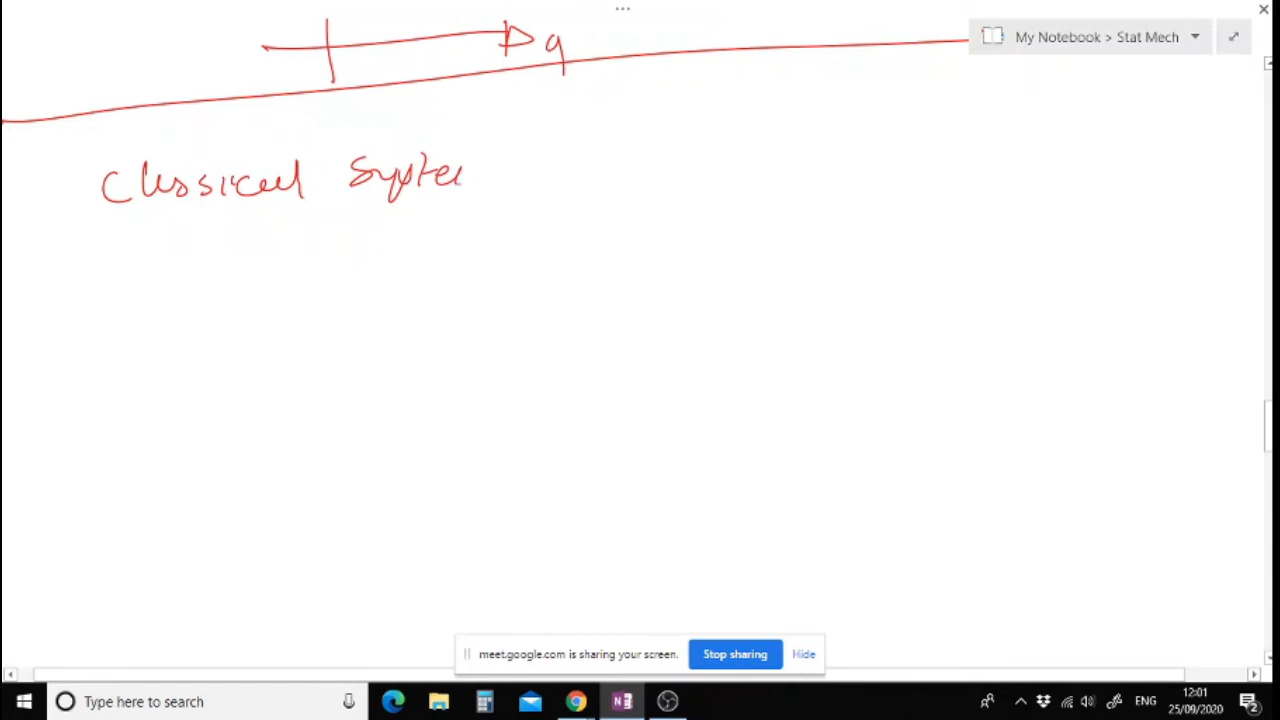 My Notebook > Stat Mech
q
Classical System
meet.google.com is sharing your screen. Stop sharing Hide
Type here to search
ENG
12:01
25/09/2020
2